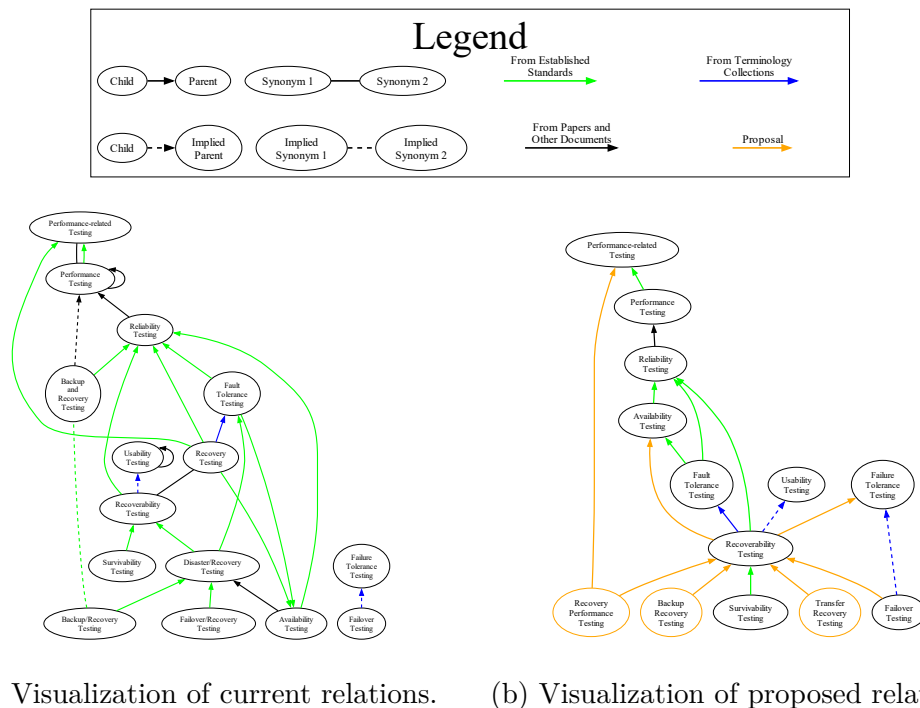 Legend
From Established
Standards
From Terminology
Collections
Child
Parent
Synonym 1
Synonym 2
From Papers and
Other Documents
Proposal
Child
Implied
Parent
Implied
Synonym 1
Implied
Synonym 2
Performance-related
Testing
Performance
Testing
Reliability
Testing
Backup
and
Recovery
Testing
Fault
Tolerance
Testing
Usability
Testing
Recovery
Testing
Recoverability
Testing
Survivability
Testing
Disaster/Recovery
Testing
Failure
Tolerance
Testing
Backup/Recovery
Testing
Failover/Recovery
Testing
Availability
Testing
Failover
Testing
Performance-related
Testing
Performance
Testing
Reliability
Testing
Availability
Testing
Fault
Tolerance
Testing
Usability
Testing
Failure
Tolerance
Testing
Recoverability
Testing
Recovery
Performance
Testing
Backup
Recovery
Testing
Survivability
Testing
Transfer
Recovery
Testing
Failover
Testing
Visualization of current relations.
(b) Visualization of proposed rela